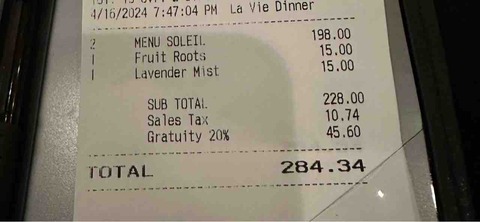 4/16/2024 7:47:04 PM La Vie Dinner
2 MENU SOLEIL 198.00
1 Fruit Roots 15.00
1 Lavender Mist 15.00
SUB TOTAL 228.00
Sales Tax 10.74
Gratuity 20% 45.60
TOTAL 284.34